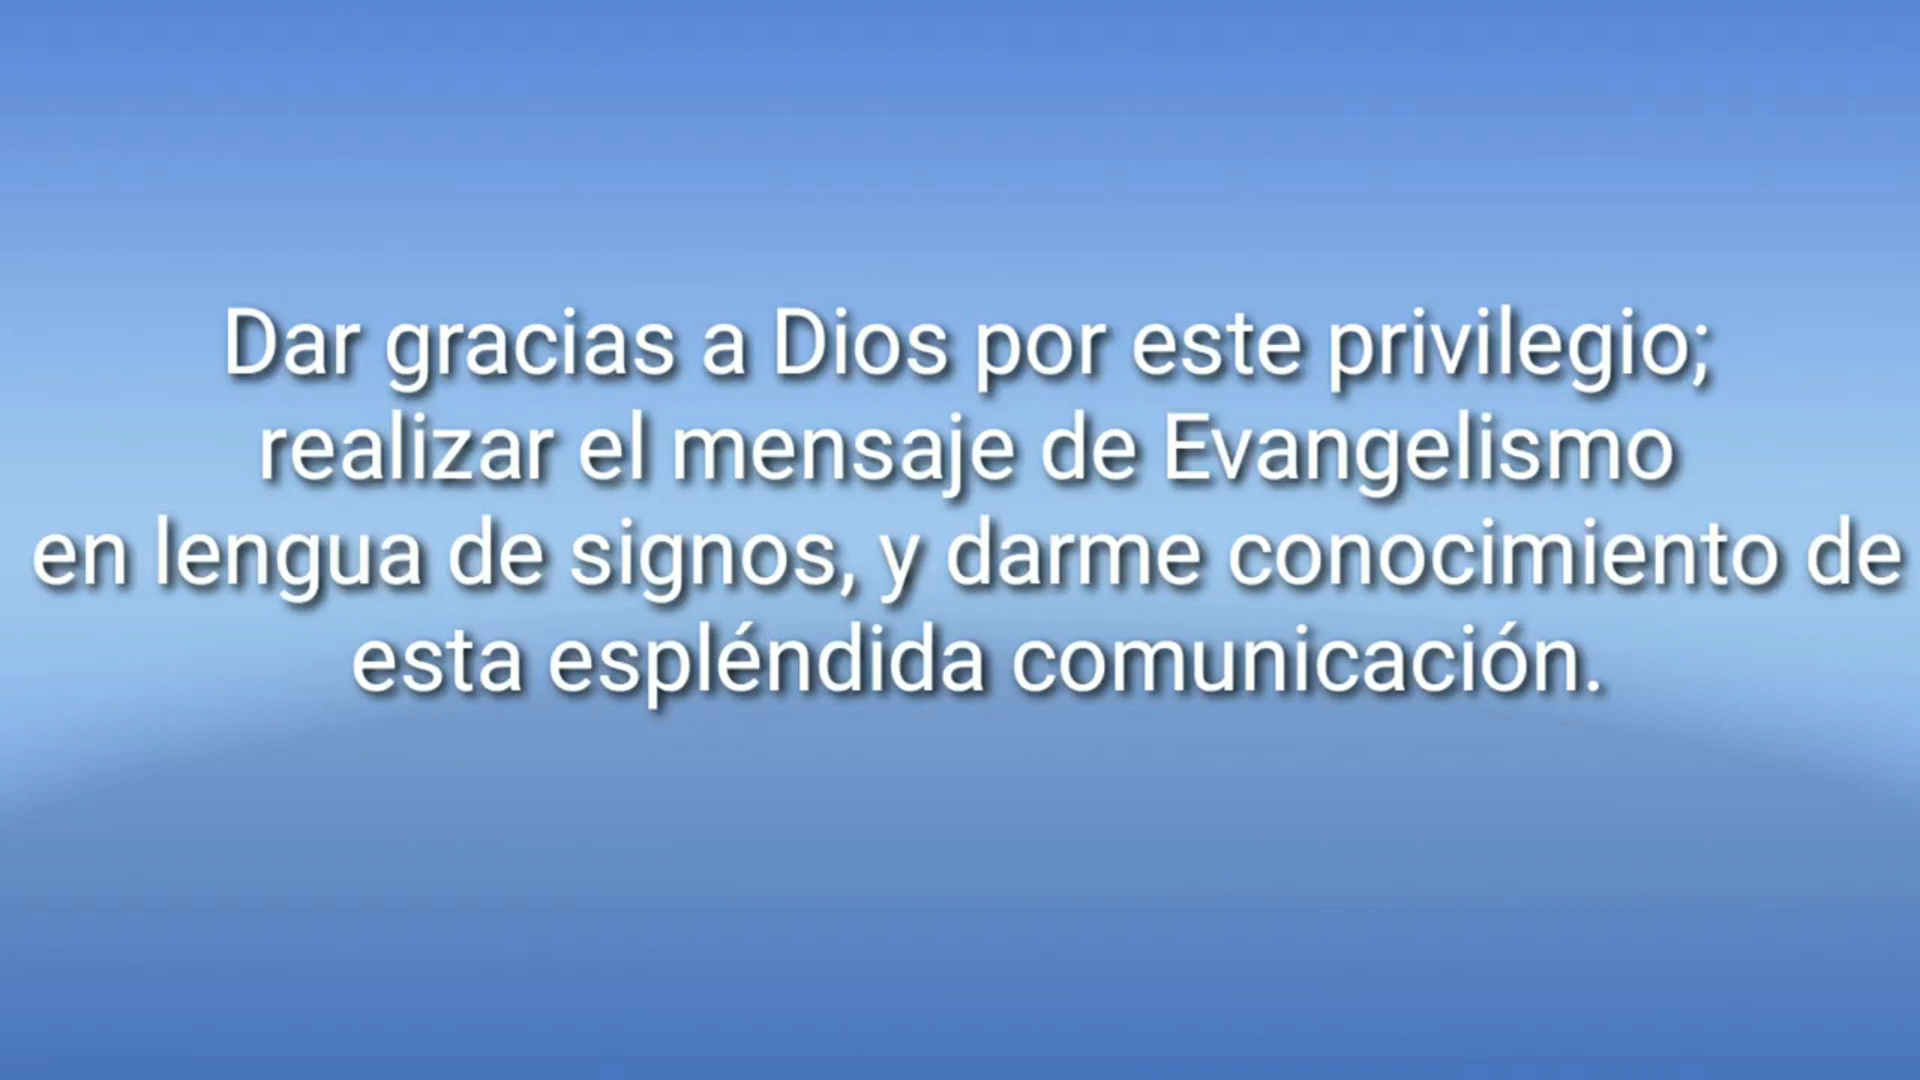 Dar gracias a Dios por este privilegio;
realizar el mensaje de Evangelismo
en lengua de signos, y darme conocimiento de
esta espléndida comunicación.